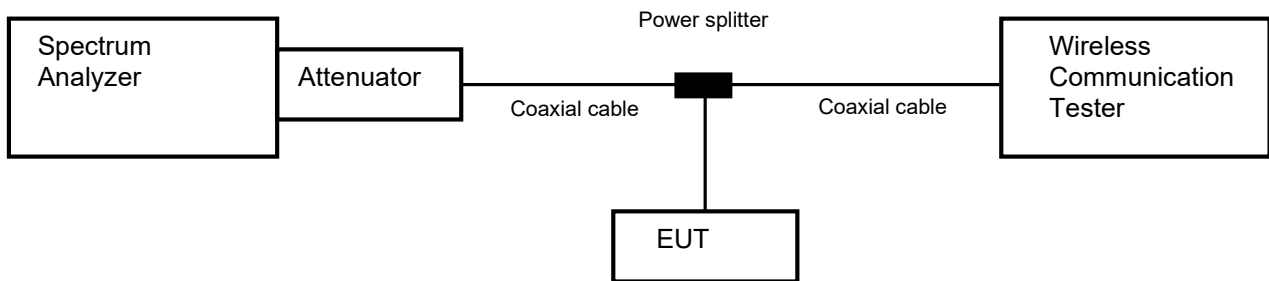 Power splitter
Spectrum
Analyzer
Attenuator
Wireless
Communication
Tester
Coaxial cable
Coaxial cable
EUT